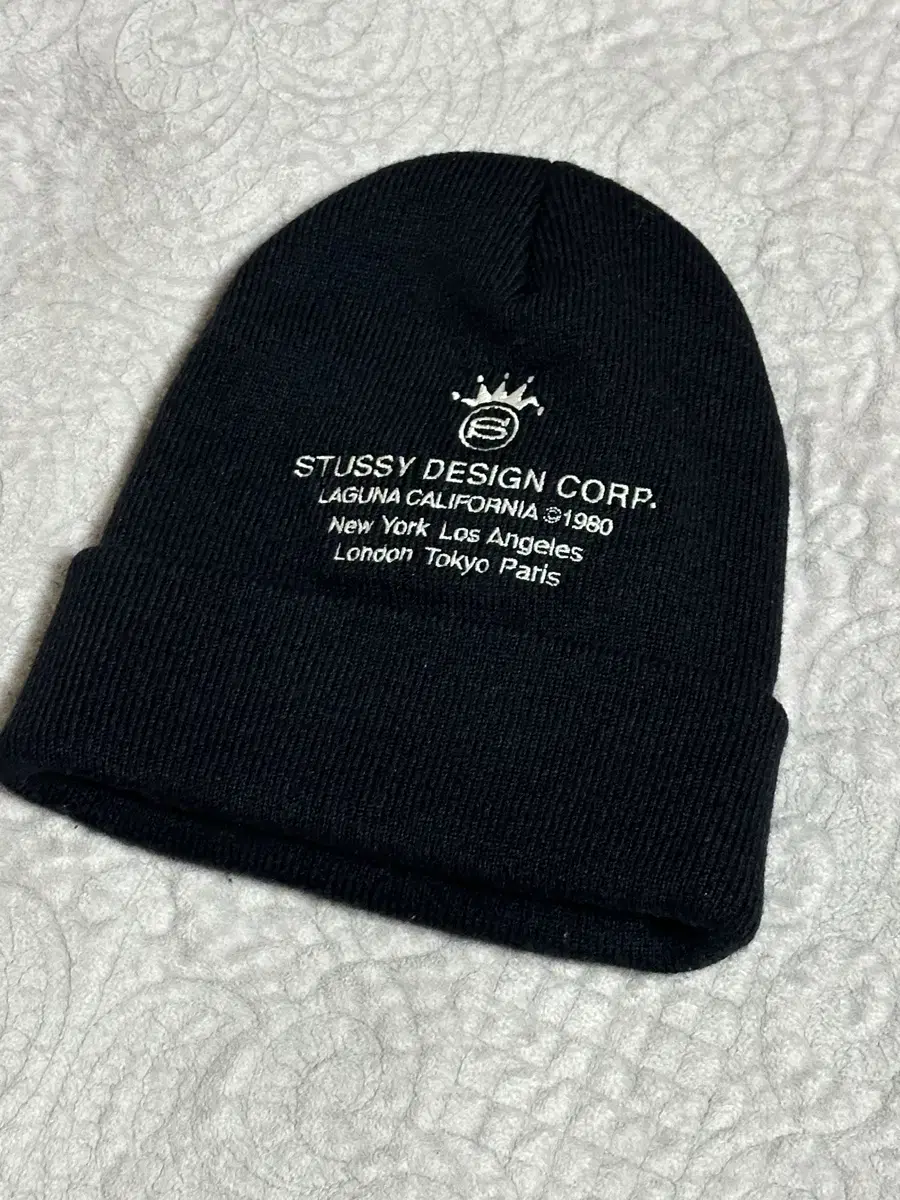 S
STUSSY DESIGN CORP.
LAGUNA CALIFORNIA ©1980
New York Los Angeles
London Tokyo Paris